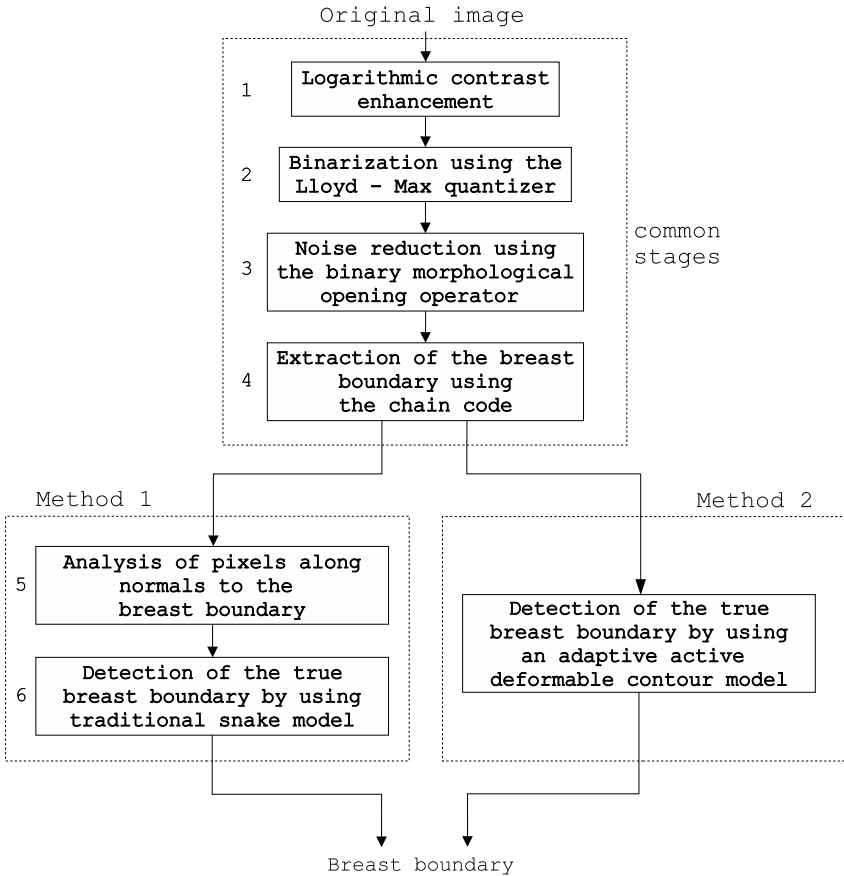 Original image
1
Logarithmic contrast
enhancement
2
Binarization using the
Lloyd - Max quantizer
common
stages
3
Noise reduction using
the binary morphological
opening operator
4
Extraction of the breast
boundary using
the chain code
Method 1
5
Analysis of pixels along
normals to the
breast boundary
6
Detection of the true
breast boundary by using
traditional snake model
Method 2
Detection of the true
breast boundary by using
an adaptive active
deformable contour model
Breast boundary